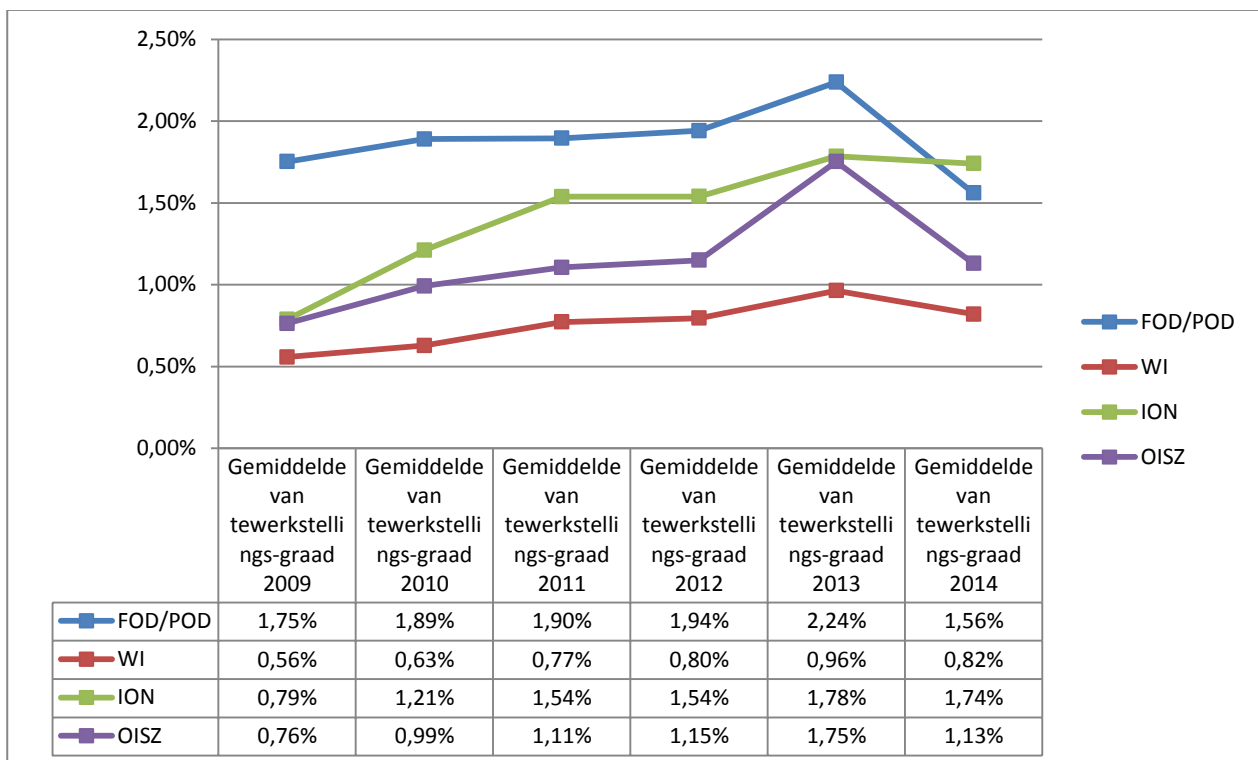 2,50%
2,00%
1,50%
1,00%
0,50%
0,00%
FOD/POD
WI
ION
OISZ
Gemiddelde Gemiddelde Gemiddelde Gemiddelde Gemiddelde Gemiddelde
van van van van van van
tewerkstelli tewerkstelli tewerkstelli tewerkstelli tewerkstelli tewerkstelli
ngs-graad ngs-graad ngs-graad ngs-graad ngs-graad ngs-graad
2009 2010 2011 2012 2013 2014
FOD/POD 1,75% 1,89% 1,90% 1,94% 2,24% 1,56%
WI 0,56% 0,63% 0,77% 0,80% 0,96% 0,82%
ION 0,79% 1,21% 1,54% 1,54% 1,78% 1,74%
OISZ 0,76% 0,99% 1,11% 1,15% 1,75% 1,13%